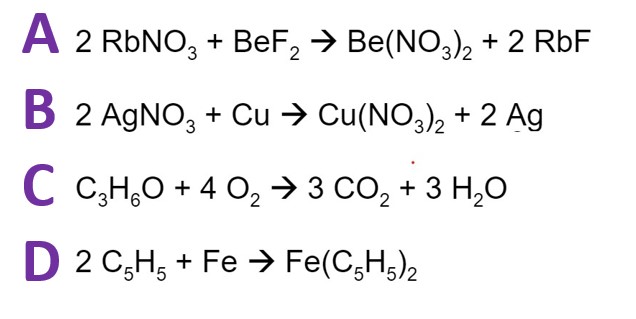 A 2 RbNO₃ + BeF₂ → Be(NO₃)₂ + 2 RbF
B 2 AgNO₃ + Cu → Cu(NO₃)₂ + 2 Ag
C C₃H₆O + 4 O₂ → 3 CO₂ + 3 H₂O
D 2 C₅H₅ + Fe → Fe(C₅H₅)₂